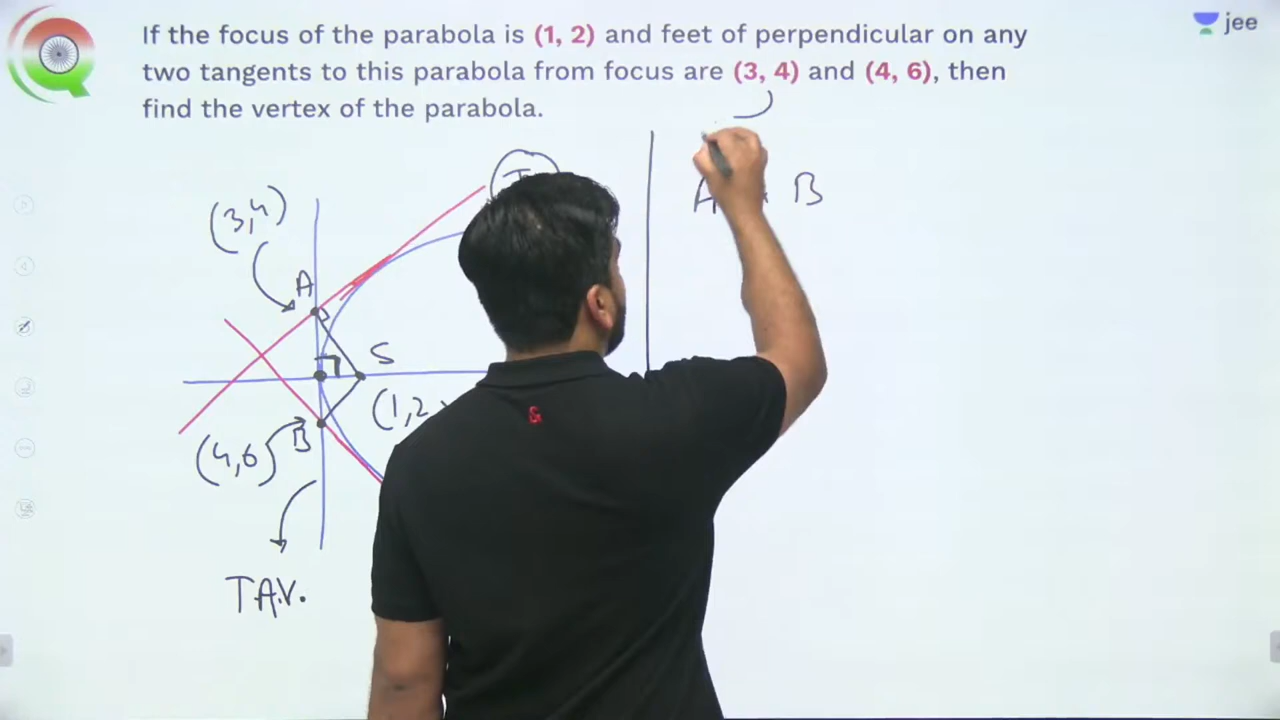 If the focus of the parabola is (1, 2) and feet of perpendicular on any
two tangents to this parabola from focus are (3, 4) and (4, 6), then
find the vertex of the parabola.
jee
(3,4)
A
B
A
S
(1,2
B
(4,6)
T.A.V.